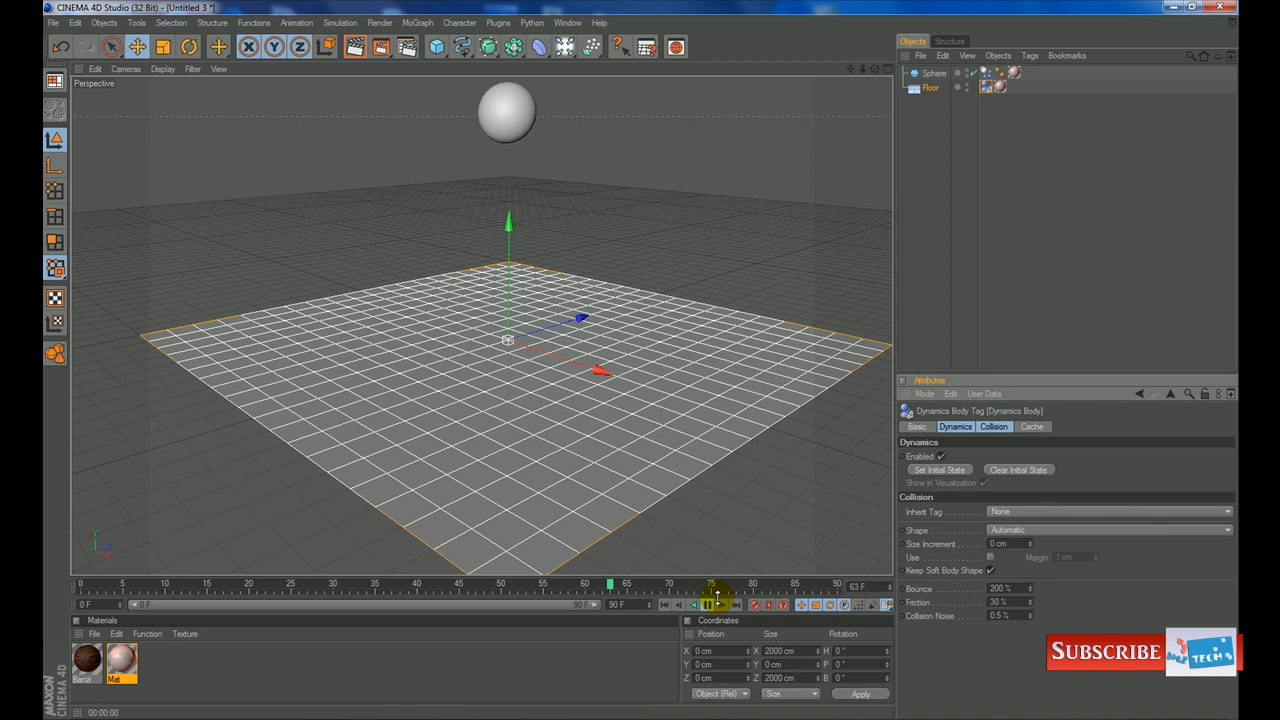 CINEMA 4D Studio (32 Bit) - [Untitled 3 *]
File Edit Objects Tools Selection Structure Functions Animation Simulation Render MoGraph Character Plugins Python Window Help
Edit Cameras Display Filter View
Perspective
Objects Structure
File Edit View Objects Tags Bookmarks
Sphere
Floor
Attributes
Mode Edit User Data
Dynamics Body Tag [Dynamics Body]
Basic Dynamics Collision Cache
Dynamics
Enabled
Set Initial State Clear Initial State
Show in Visualization
Collision
Inherit Tag None
Shape Automatic
Size Increment 0 cm
Use Margin 1 cm
Keep Soft Body Shape
Bounce 200 %
Friction 30 %
Collision Noise 0.5 %
0 5 10 15 20 25 30 35 40 45 50 55 60 65 70 75 80 85 90 63 F
0 F 0 F 90 F 90 F
Materials
File Edit Function Texture
Banzi Mat
Coordinates
Position Size Rotation
X 0 cm X 2000 cm H 0 °
Y 0 cm Y 0 cm P 0 °
Z 0 cm Z 2000 cm B 0 °
Object (Rel) Size Apply
MAXON CINEMA 4D
00:00:00
SUBSCRIBE
TECH'S